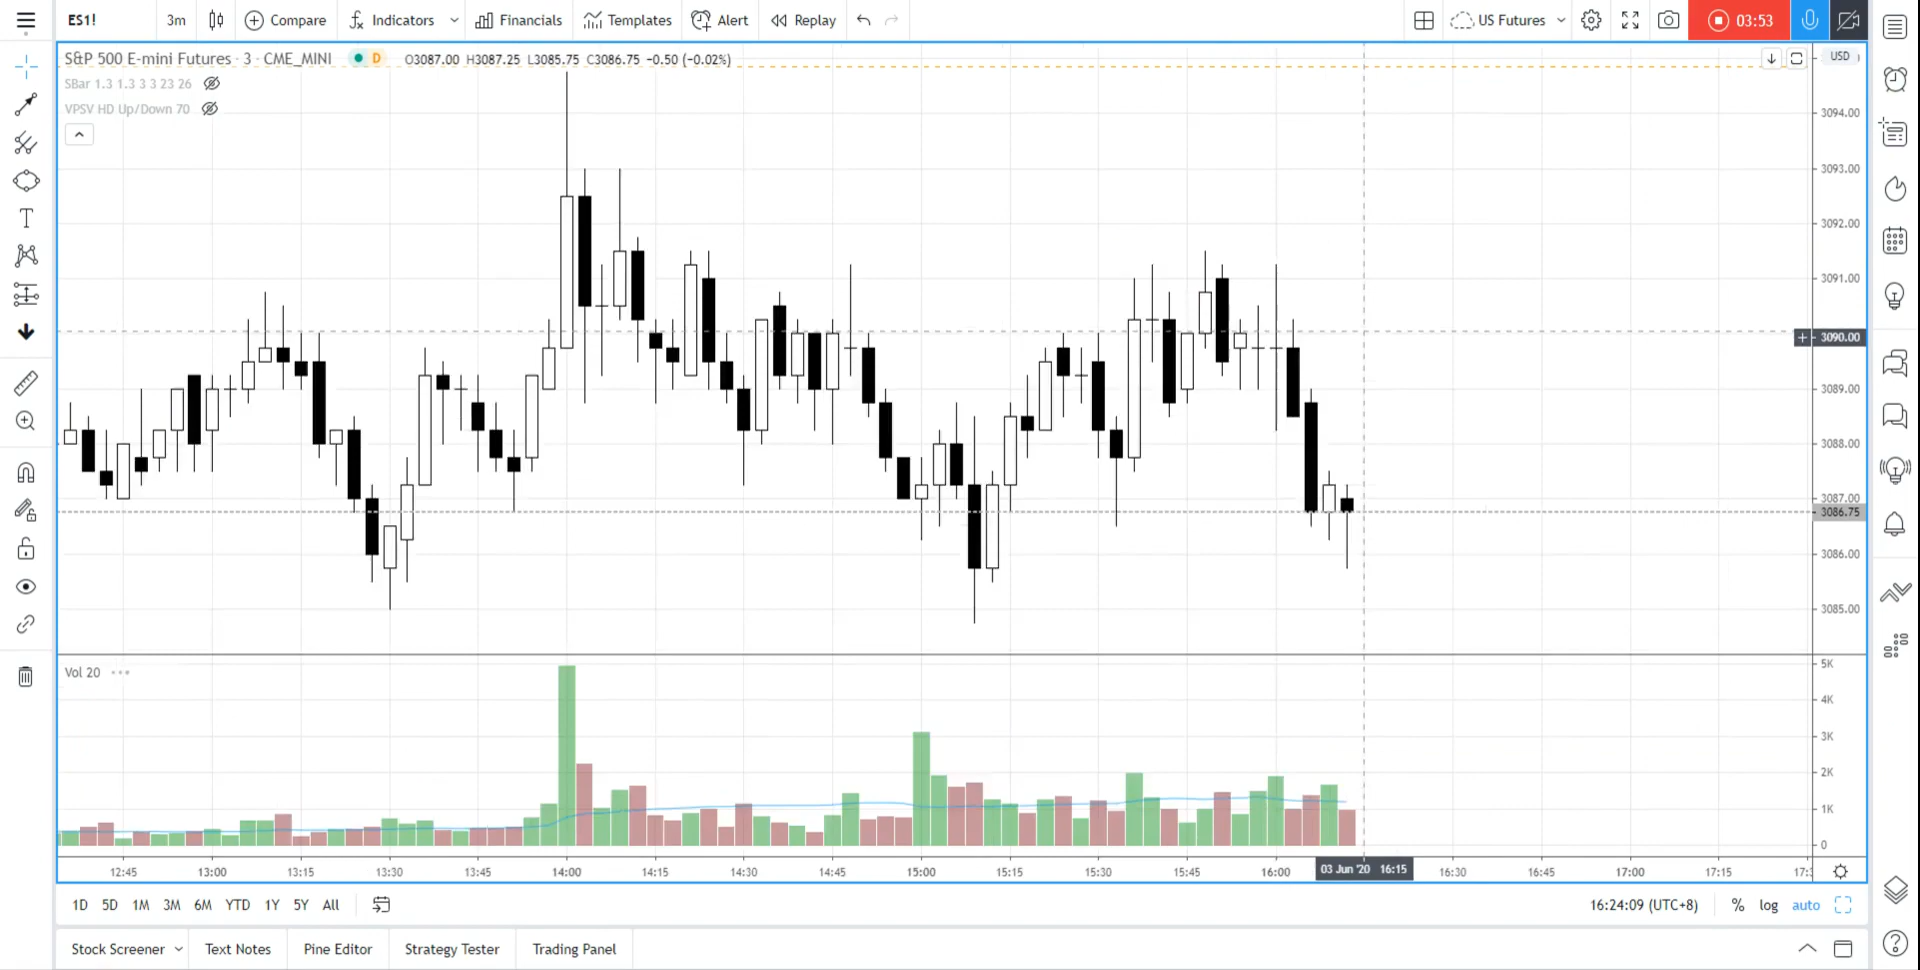 ES1! 3m Compare Indicators Financials Templates Alert Replay US Futures 03:53
S&P 500 E-mini Futures · 3 · CME_MINI D O3087.00 H3087.25 L3085.75 C3086.75 −0.50 (−0.02%) USD
SBar 1.3 1.3 3 3 23 26
VPSV HD Up/Down 70
3094.00
3093.00
3092.00
3091.00
3090.00
3089.00
3088.00
3087.00
3086.75
3086.00
3085.00
Vol 20
5K
4K
3K
2K
1K
0
12:45 13:00 13:15 13:30 13:45 14:00 14:15 14:30 14:45 15:00 15:15 15:30 15:45 16:00 03 Jun '20 16:15 16:30 16:45 17:00 17:15
1D 5D 1M 3M 6M YTD 1Y 5Y All 16:24:09 (UTC+8) % log auto
Stock Screener Text Notes Pine Editor Strategy Tester Trading Panel